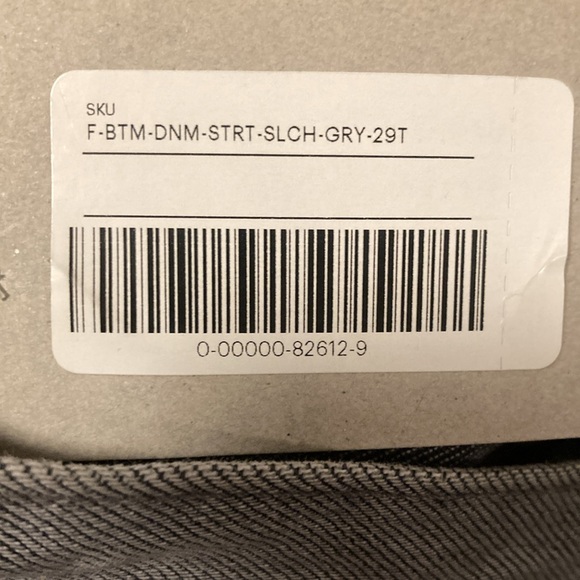 SKU
F-BTM-DNM-STRT-SLCH-GRY-29T
0-00000-82612-9